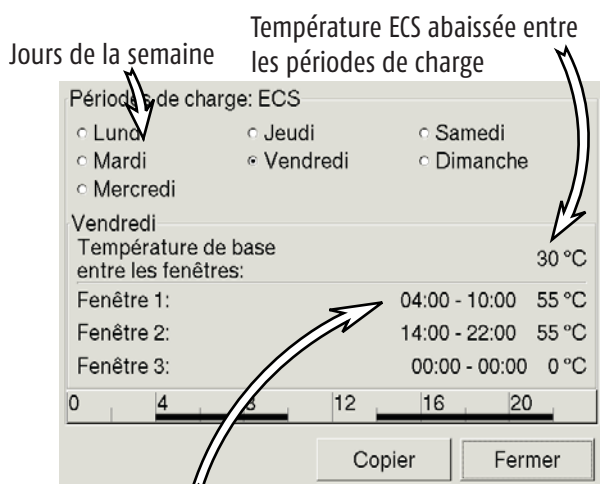 Température ECS abaissée entre
les périodes de charge
Jours de la semaine
Périodes de charge: ECS
Lundi Jeudi Samedi
Mardi Vendredi Dimanche
Mercredi
Vendredi
Température de base
entre les fenêtres: 30 °C
Fenêtre 1: 04:00 - 10:00 55 °C
Fenêtre 2: 14:00 - 22:00 55 °C
Fenêtre 3: 00:00 - 00:00 0 °C
0 4 8 12 16 20
Copier Fermer